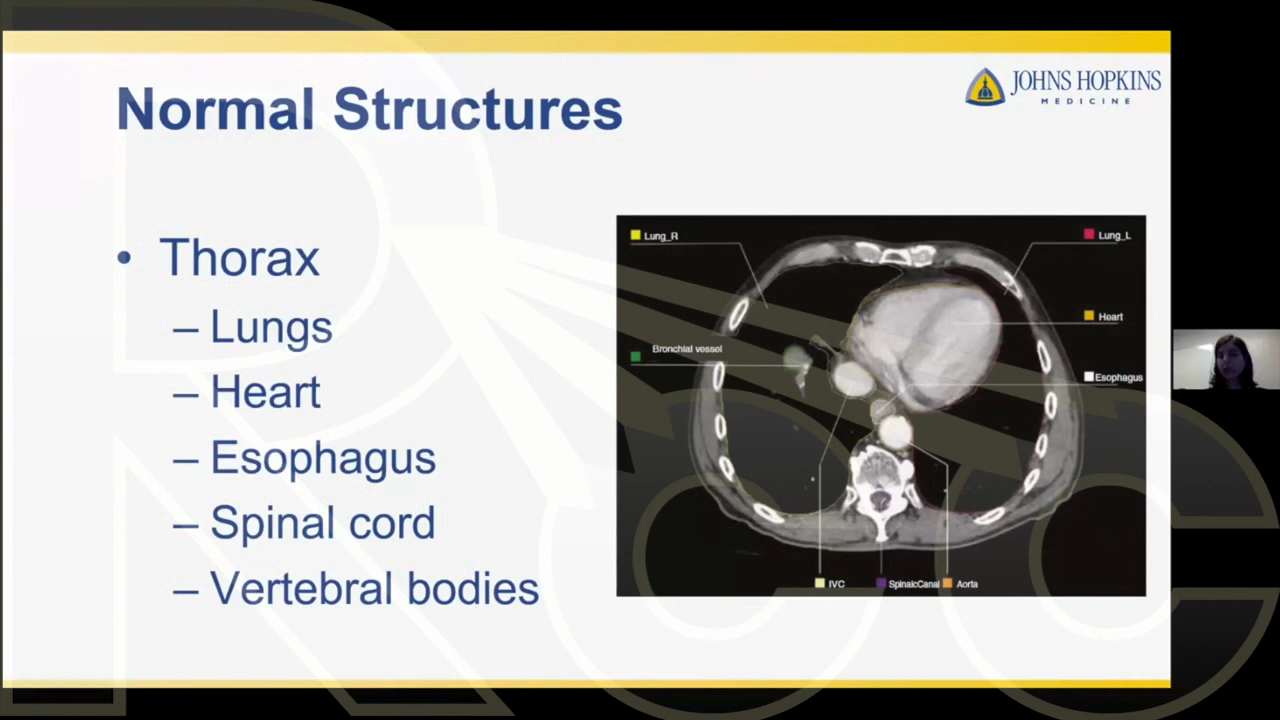 Normal Structures
JOHNS HOPKINS
MEDICINE
• Thorax
– Lungs
– Heart
– Esophagus
– Spinal cord
– Vertebral bodies
Lung_R
Lung_L
Heart
Bronchial vessel
Esophagus
IVC
SpinalcCanal
Aorta